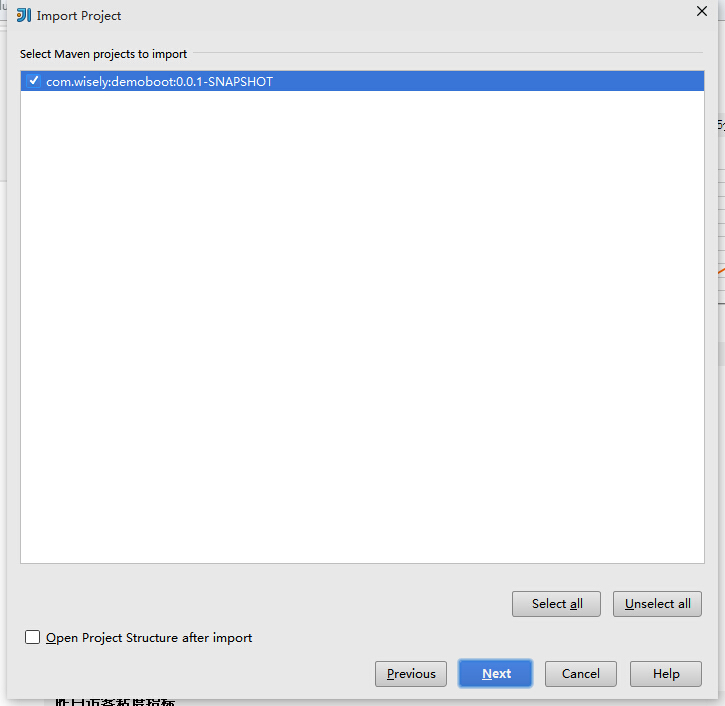 Import Project
Select Maven projects to import
com.wisely:demoboot:0.0.1-SNAPSHOT
Select all
Unselect all
Open Project Structure after import
Previous
Next
Cancel
Help